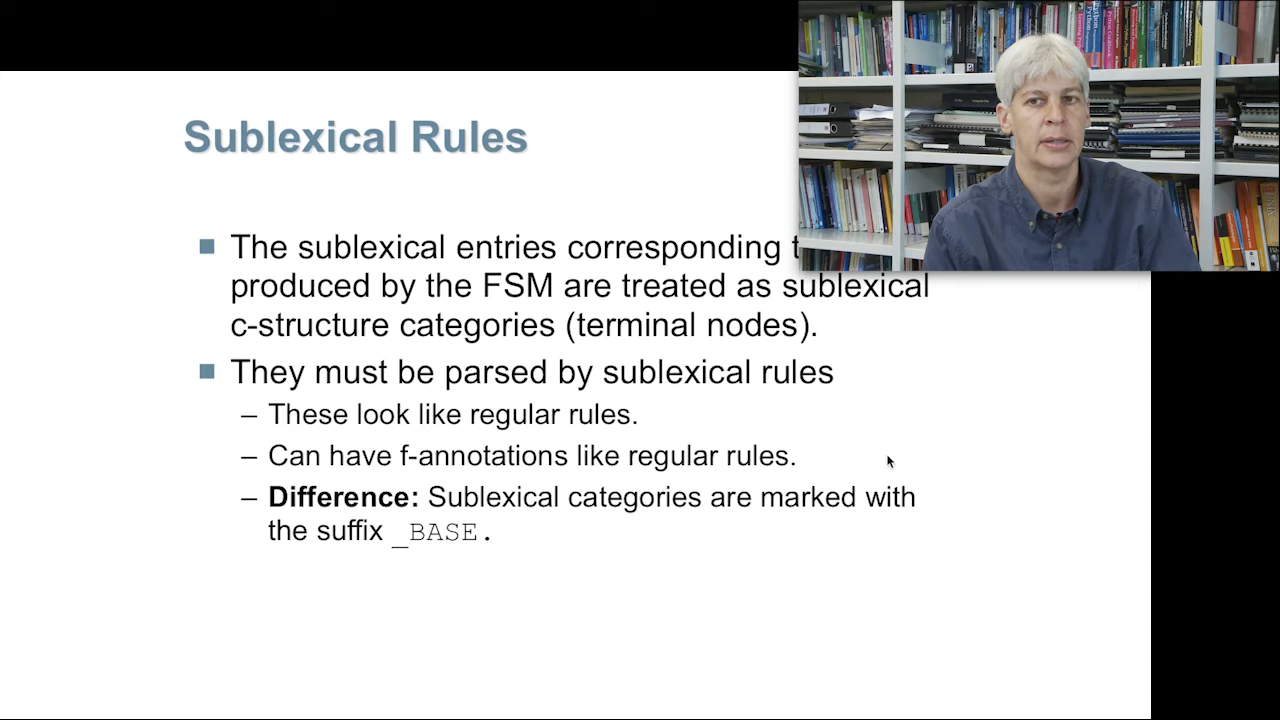 Sublexical Rules
The sublexical entries corresponding
produced by the FSM are treated as sublexical
c-structure categories (terminal nodes).
They must be parsed by sublexical rules
– These look like regular rules.
– Can have f-annotations like regular rules.
– Difference: Sublexical categories are marked with
the suffix _BASE.